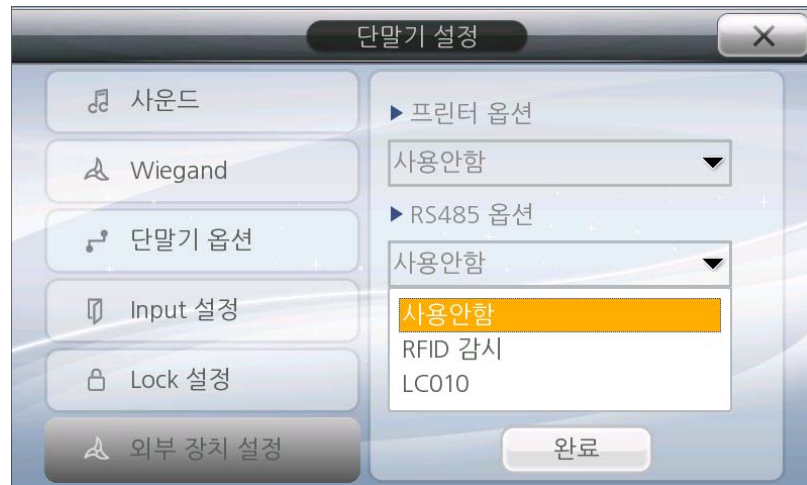 단말기 설정
사운드
Wiegand
단말기 옵션
Input 설정
Lock 설정
외부 장치 설정
▶ 프린터 옵션
사용안함
▶ RS485 옵션
사용안함
사용안함
RFID 감시
LC010
완료